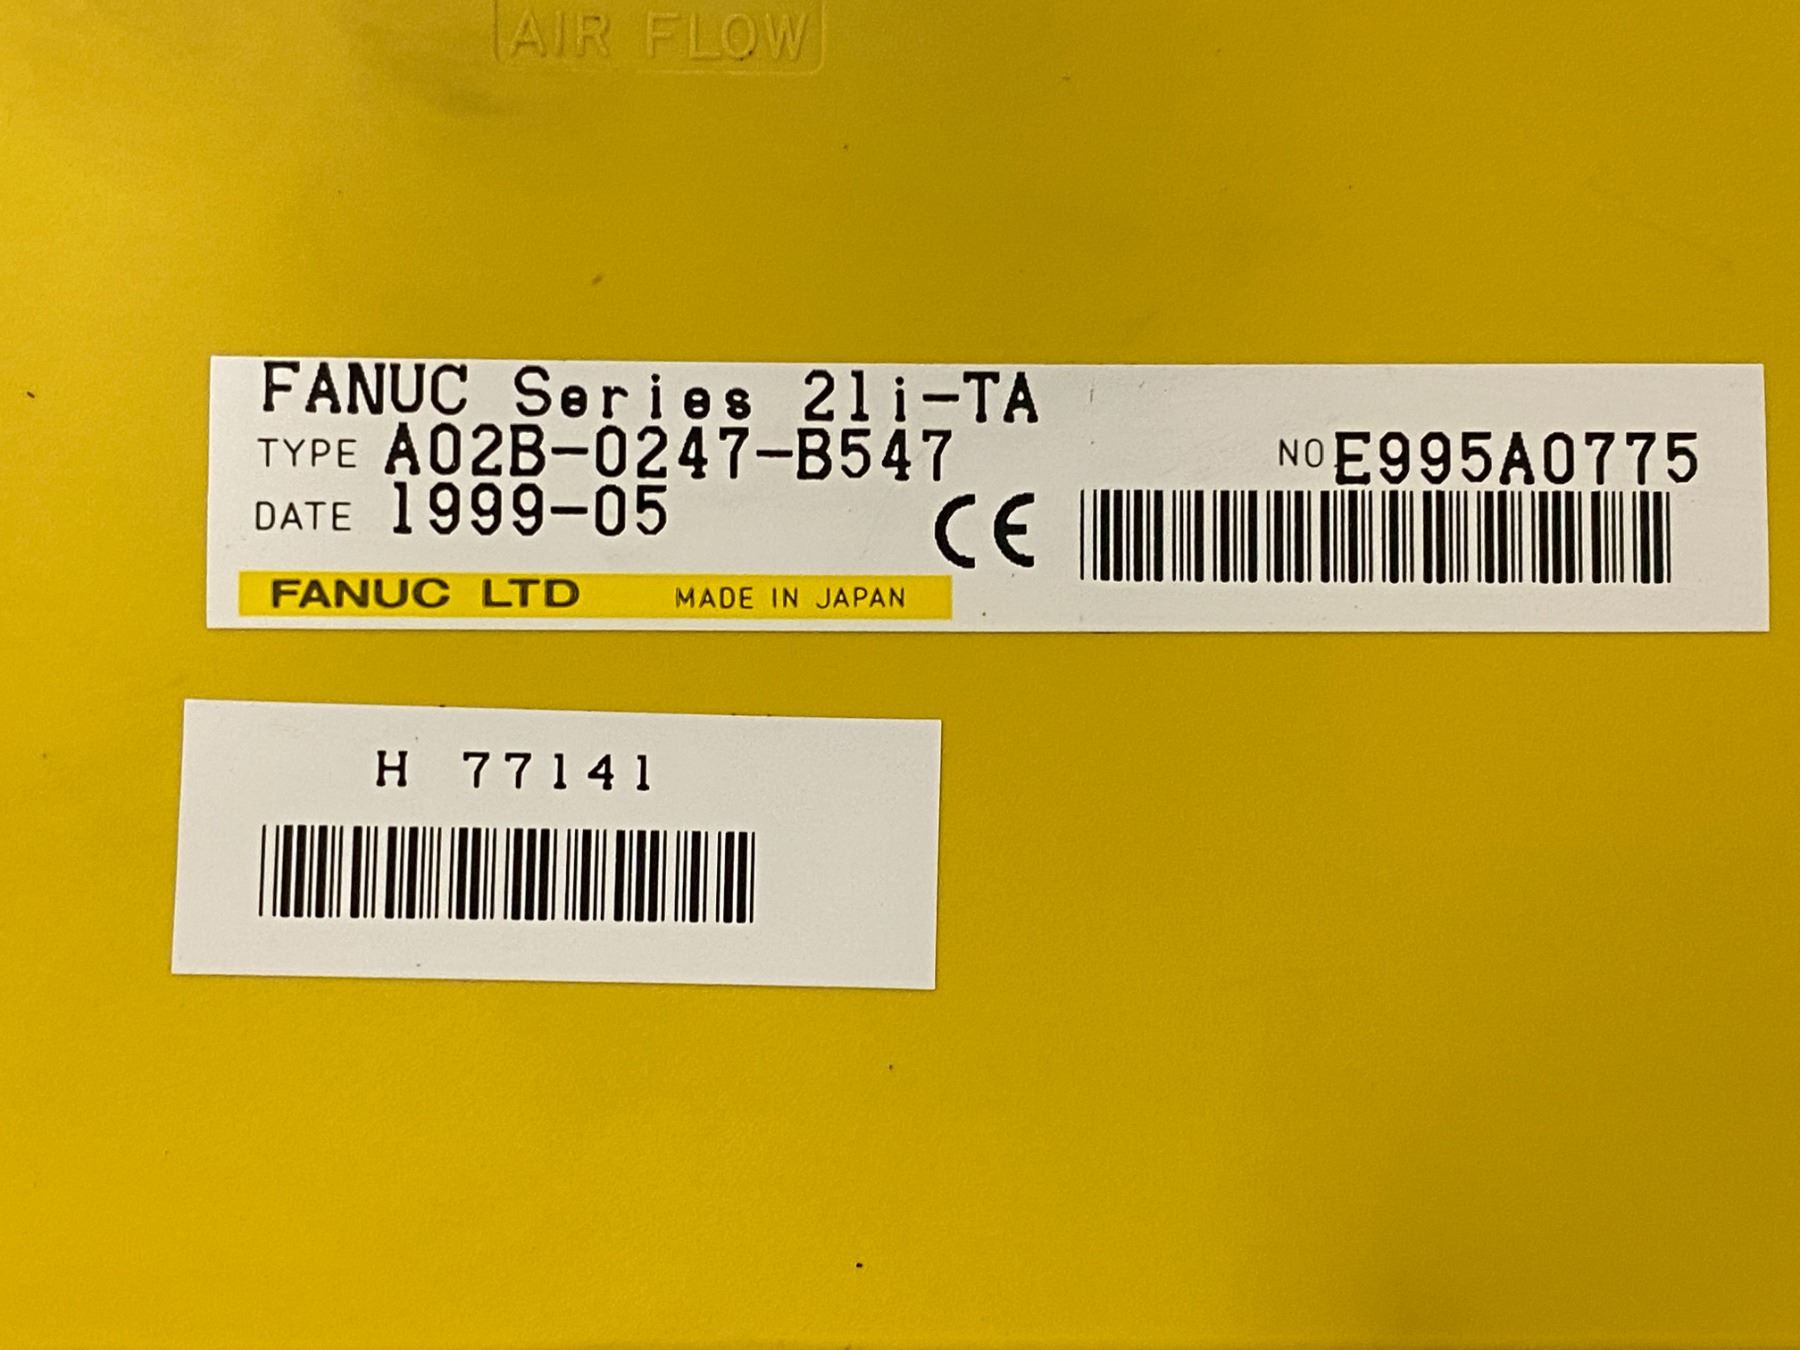 AIR FLOW
FANUC Series 21i-TA
TYPE A02B-0247-B547
NO E995A0775
DATE 1999-05
CE
FANUC LTD MADE IN JAPAN
H 77141